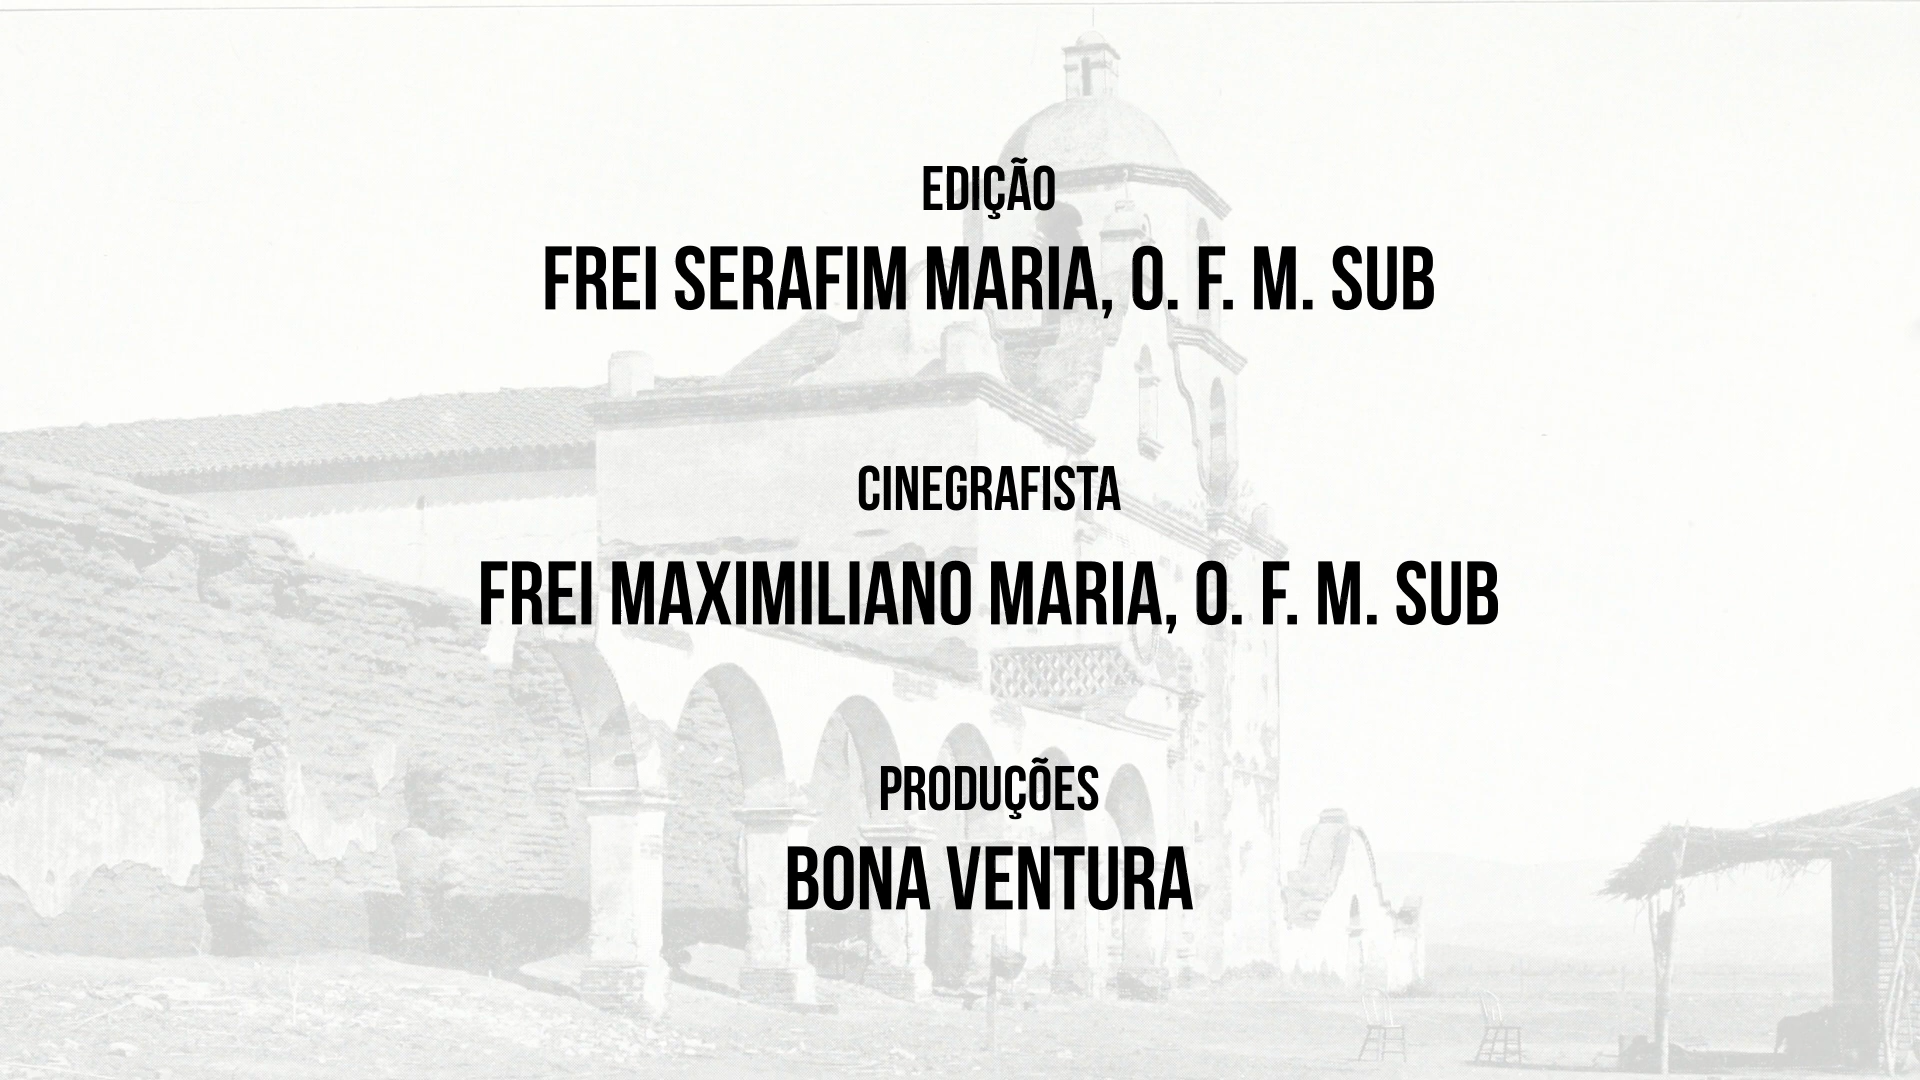 EDIÇÃO
FREI SERAFIM MARIA, O. F. M. SUB
CINEGRAFISTA
FREI MAXIMILIANO MARIA, O. F. M. SUB
PRODUÇÕES
BONA VENTURA